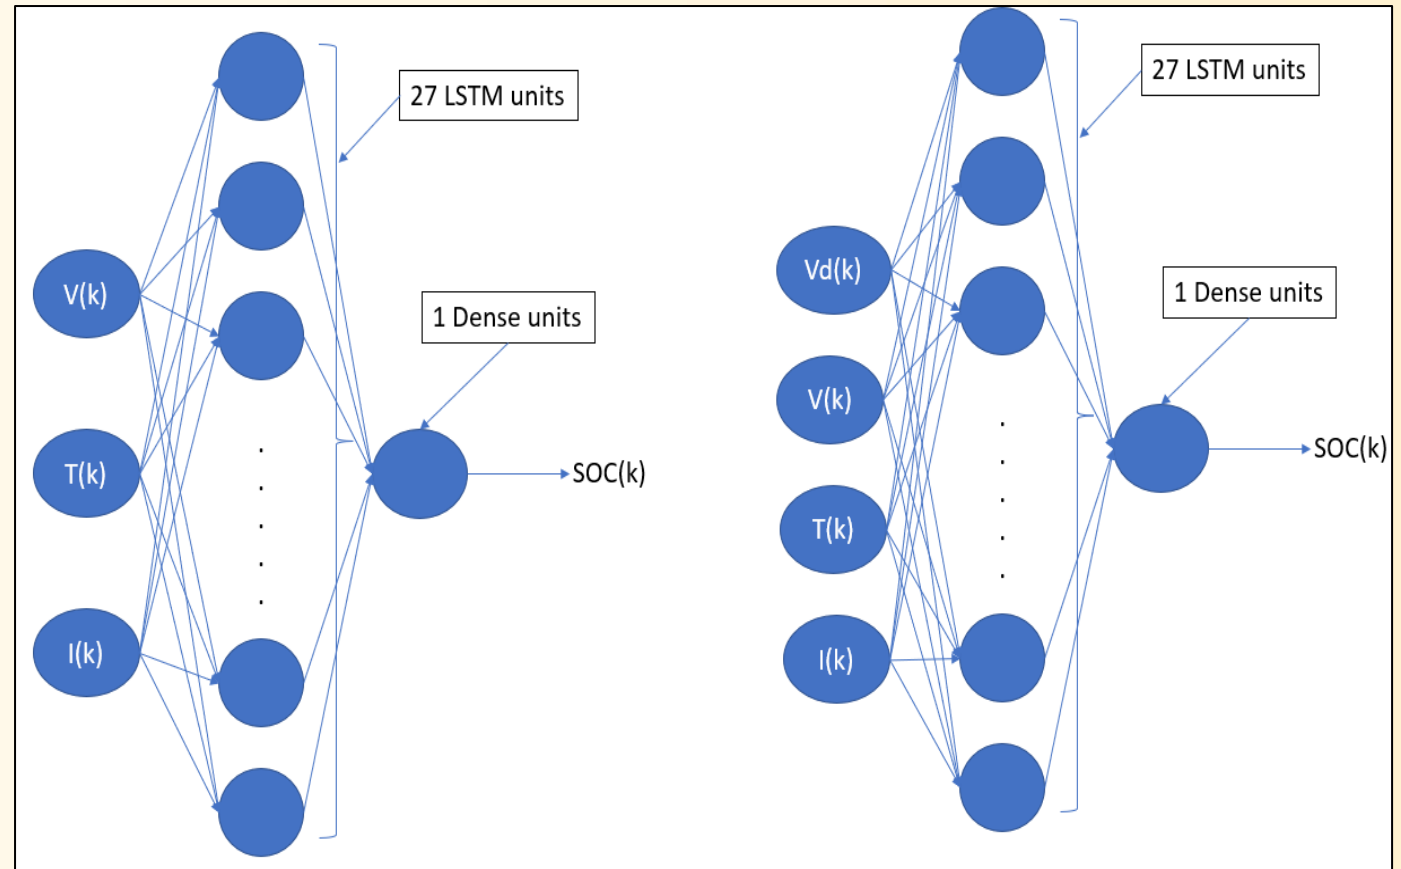 27 LSTM units
V(k)
1 Dense units
T(k)
SOC(k)
I(k)
27 LSTM units
Vd(k)
1 Dense units
V(k)
SOC(k)
T(k)
I(k)